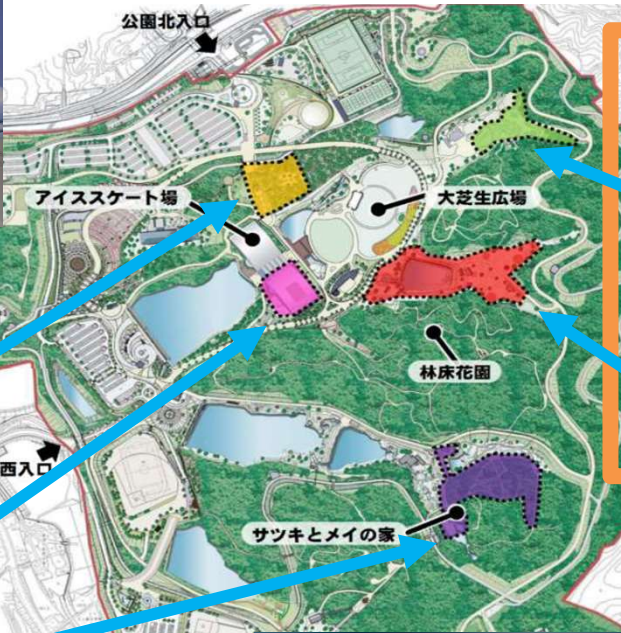 公園北入口
アイススケート場
大芝生広場
林床花園
西入口
サツキとメイの家